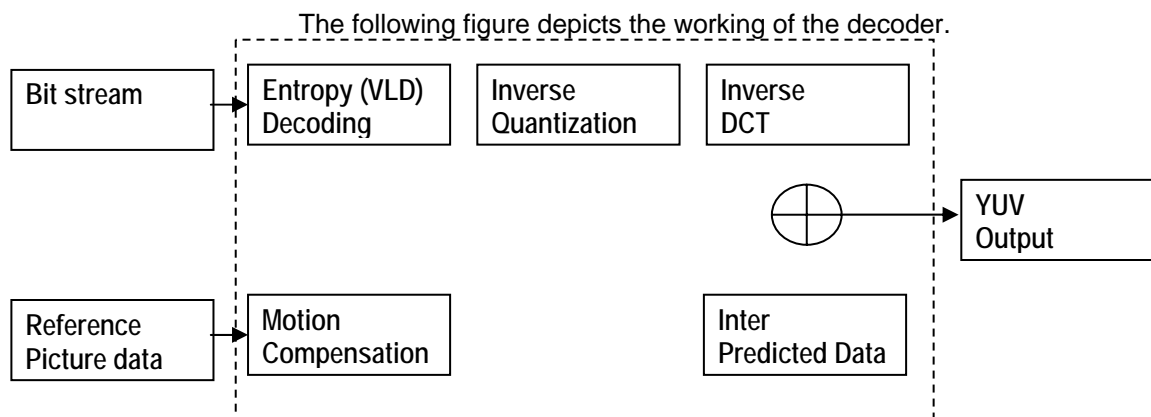 The following figure depicts the working of the decoder.
Bit stream
Entropy (VLD)
Decoding
Inverse
Quantization
Inverse
DCT
YUV
Output
Reference
Picture data
Motion
Compensation
Inter
Predicted Data